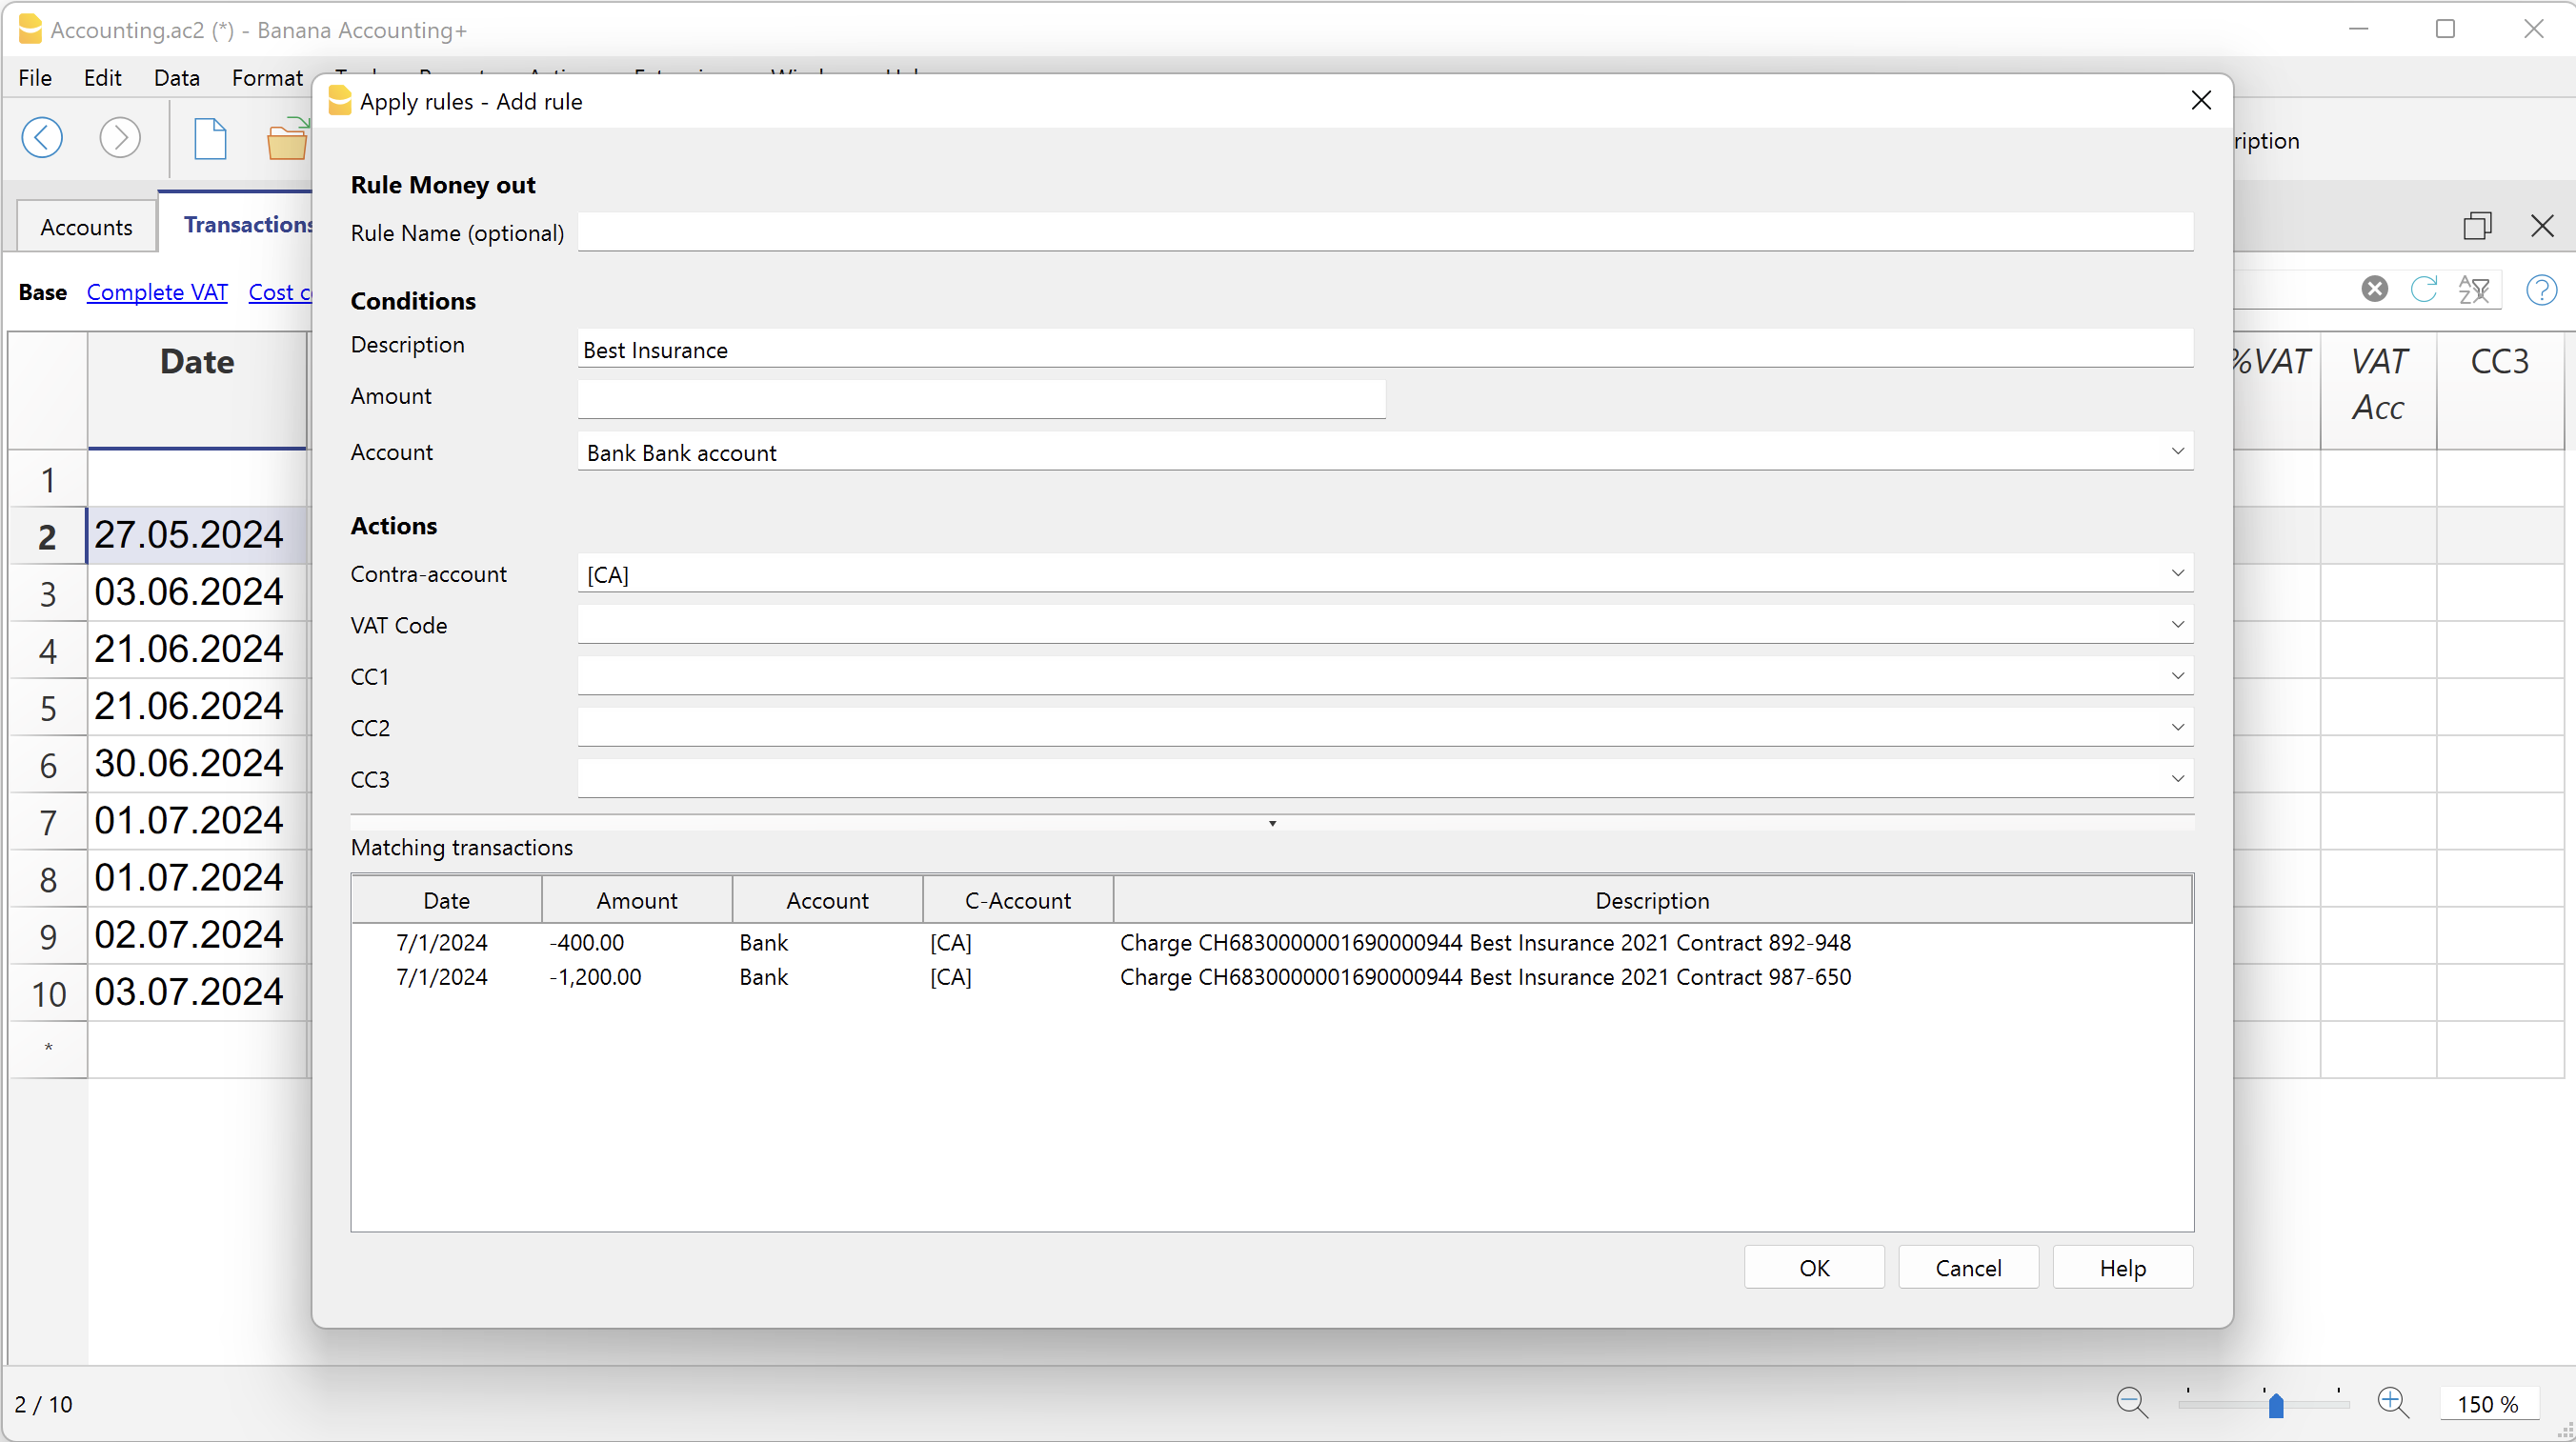 Accounting.ac2 (*) - Banana Accounting+
File Edit Data Format
Apply rules - Add rule
ription
Rule Money out
Accounts Transactions
Rule Name (optional)
Base Complete VAT Cost c
Conditions
Description Best Insurance
Date
%VAT VAT Acc CC3
Amount
Account Bank Bank account
1
Actions
2 27.05.2024
Contra-account [CA]
3 03.06.2024
VAT Code
4 21.06.2024
CC1
5 21.06.2024
CC2
6 30.06.2024
CC3
7 01.07.2024
Matching transactions
8 01.07.2024
Date Amount Account C-Account Description
9 02.07.2024
7/1/2024 -400.00 Bank [CA] Charge CH6830000001690000944 Best Insurance 2021 Contract 892-948
7/1/2024 -1,200.00 Bank [CA] Charge CH6830000001690000944 Best Insurance 2021 Contract 987-650
10 03.07.2024
*
OK Cancel Help
2 / 10
150 %